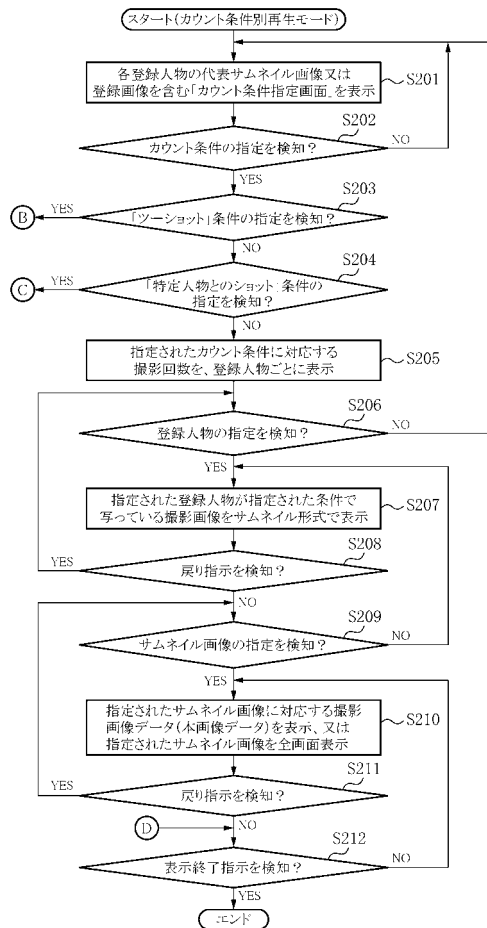 スタート(カウント条件別再生モード)
各登録人物の代表サムネイル画像又は
登録画像を含む「カウント条件指定画面」を表示
S201
S202
カウント条件の指定を検知？
NO
YES
S203
B
YES
「ツーショット」条件の指定を検知？
NO
S204
C
YES
「特定人物とのショット」条件の
指定を検知？
NO
指定されたカウント条件に対応する
撮影回数を、登録人物ごとに表示
S205
S206
登録人物の指定を検知？
NO
YES
指定された登録人物が指定された条件で
写っている撮影画像をサムネイル形式で表示
S207
S208
YES
戻り指示を検知？
NO
S209
サムネイル画像の指定を検知？
NO
YES
指定されたサムネイル画像に対応する撮影
画像データ(本画像データ)を表示、又は
指定されたサムネイル画像を全画面表示
S210
S211
YES
戻り指示を検知？
D
NO
S212
表示終了指示を検知？
NO
YES
エンド